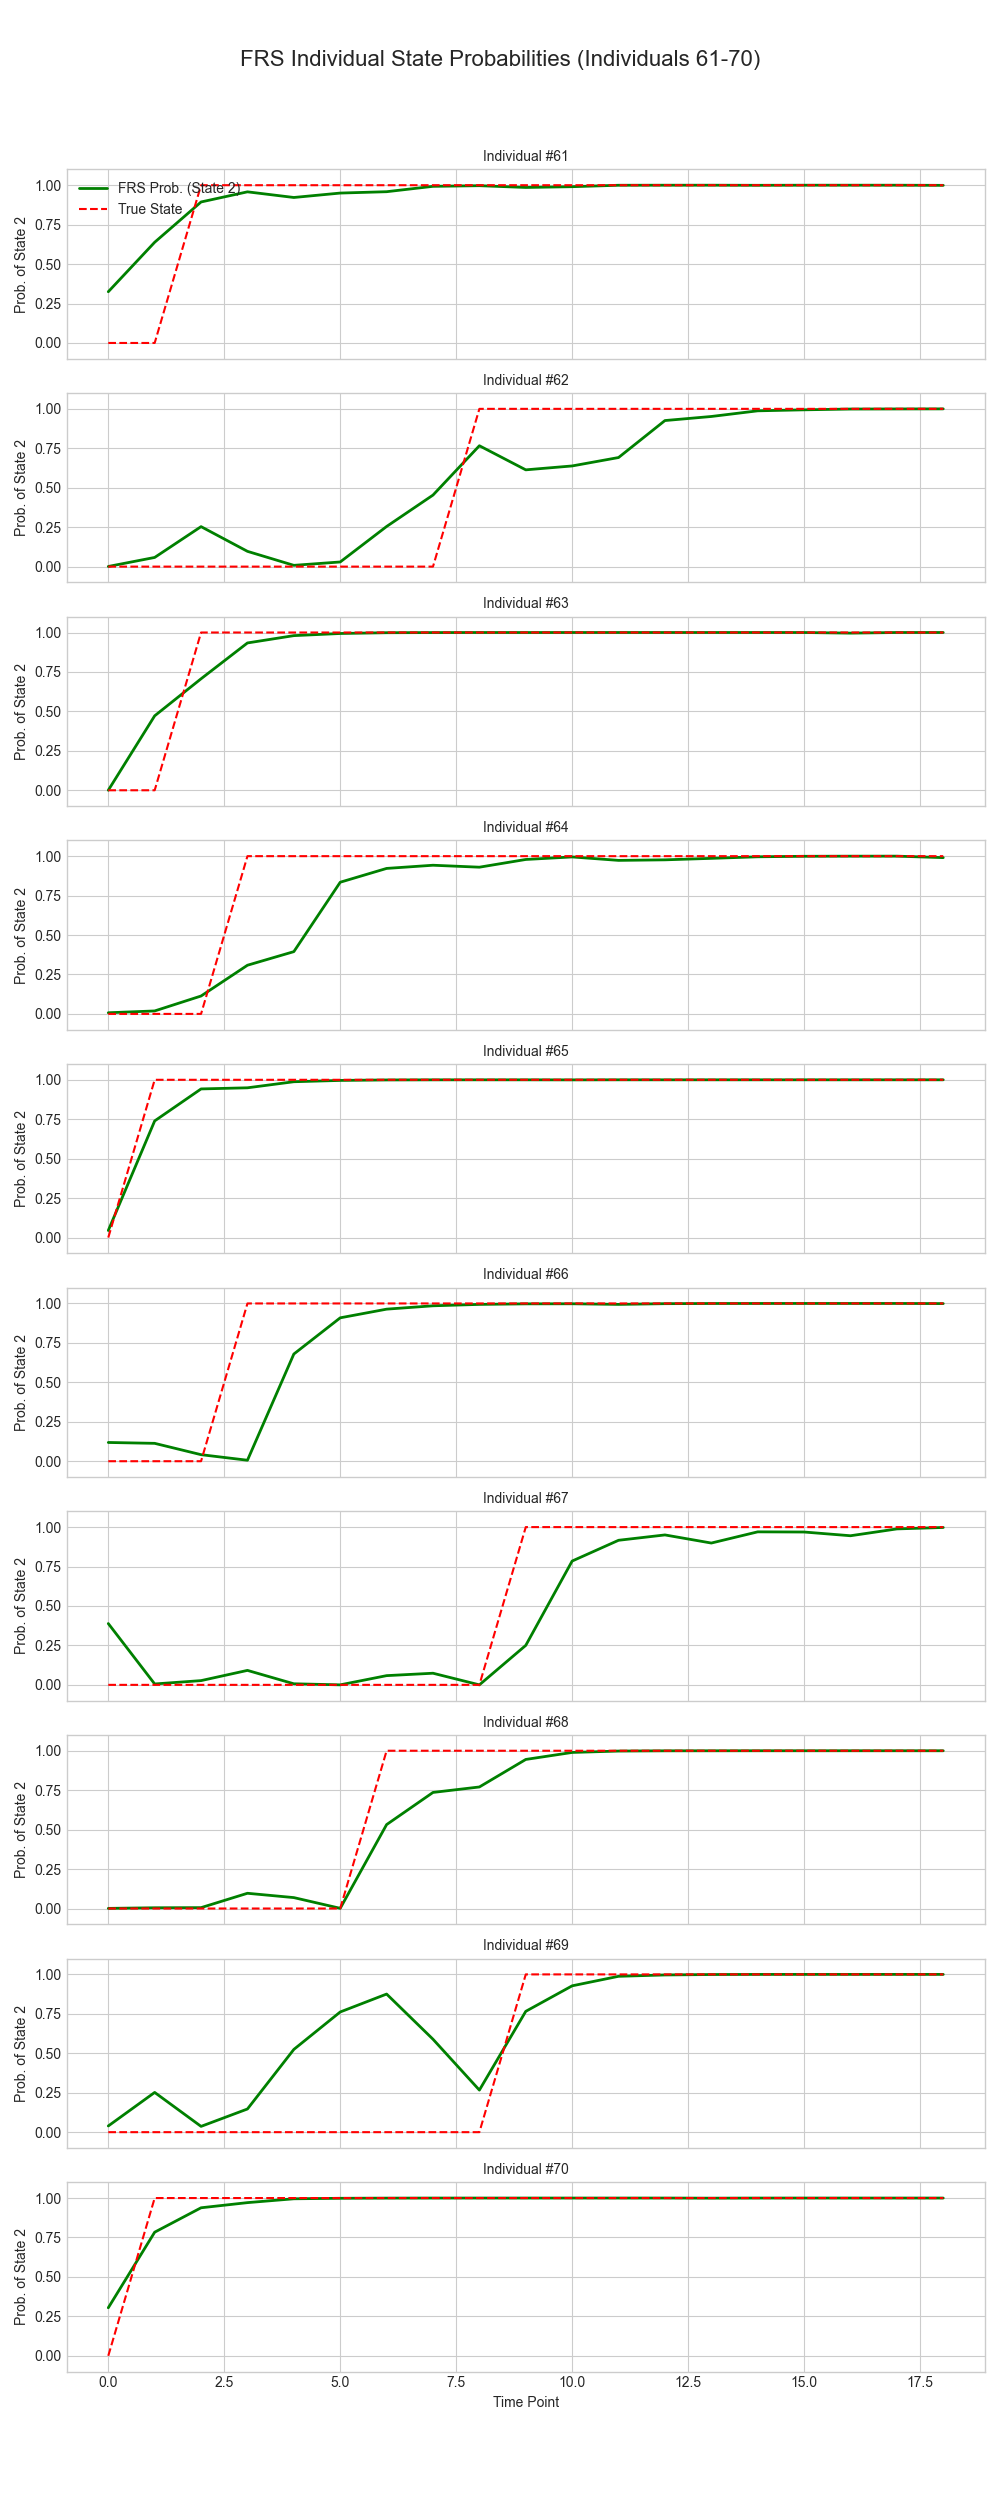 FRS Individual State Probabilities (Individuals 61-70)
Individual #61
FRS Prob. (State 2)
True State
1.00
0.75
0.50
0.25
0.00
Prob. of State 2
Individual #62
1.00
0.75
0.50
0.25
0.00
Prob. of State 2
Individual #63
1.00
0.75
0.50
0.25
0.00
Prob. of State 2
Individual #64
1.00
0.75
0.50
0.25
0.00
Prob. of State 2
Individual #65
1.00
0.75
0.50
0.25
0.00
Prob. of State 2
Individual #66
1.00
0.75
0.50
0.25
0.00
Prob. of State 2
Individual #67
1.00
0.75
0.50
0.25
0.00
Prob. of State 2
Individual #68
1.00
0.75
0.50
0.25
0.00
Prob. of State 2
Individual #69
1.00
0.75
0.50
0.25
0.00
Prob. of State 2
Individual #70
1.00
0.75
0.50
0.25
0.00
Prob. of State 2
0.0 2.5 5.0 7.5 10.0 12.5 15.0 17.5
Time Point